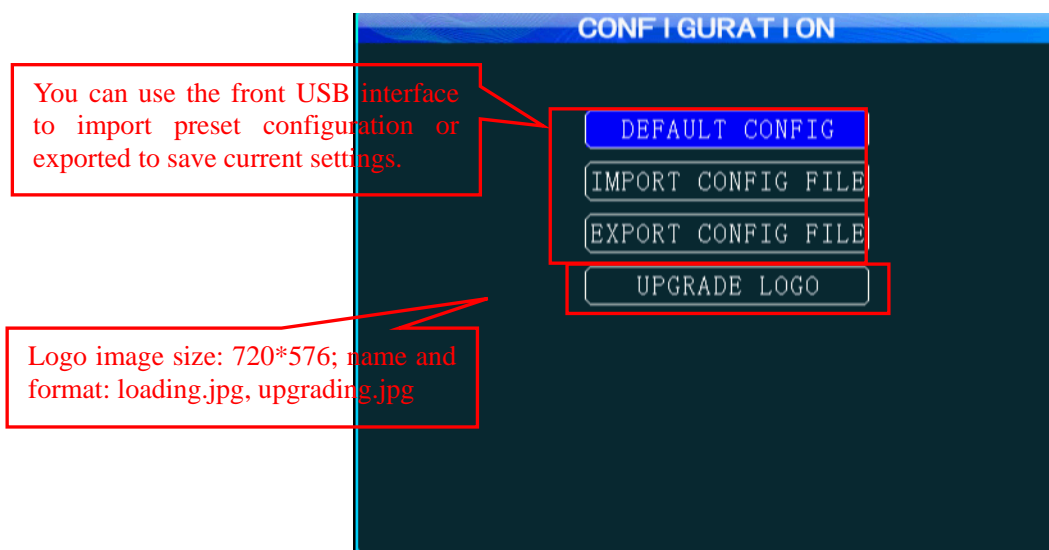 CONFIGURATION
You can use the front USB interface
to import preset configuration or
exported to save current settings.
DEFAULT CONFIG
IMPORT CONFIG FILE
EXPORT CONFIG FILE
UPGRADE LOGO
Logo image size: 720*576; name and
format: loading.jpg, upgrading.jpg